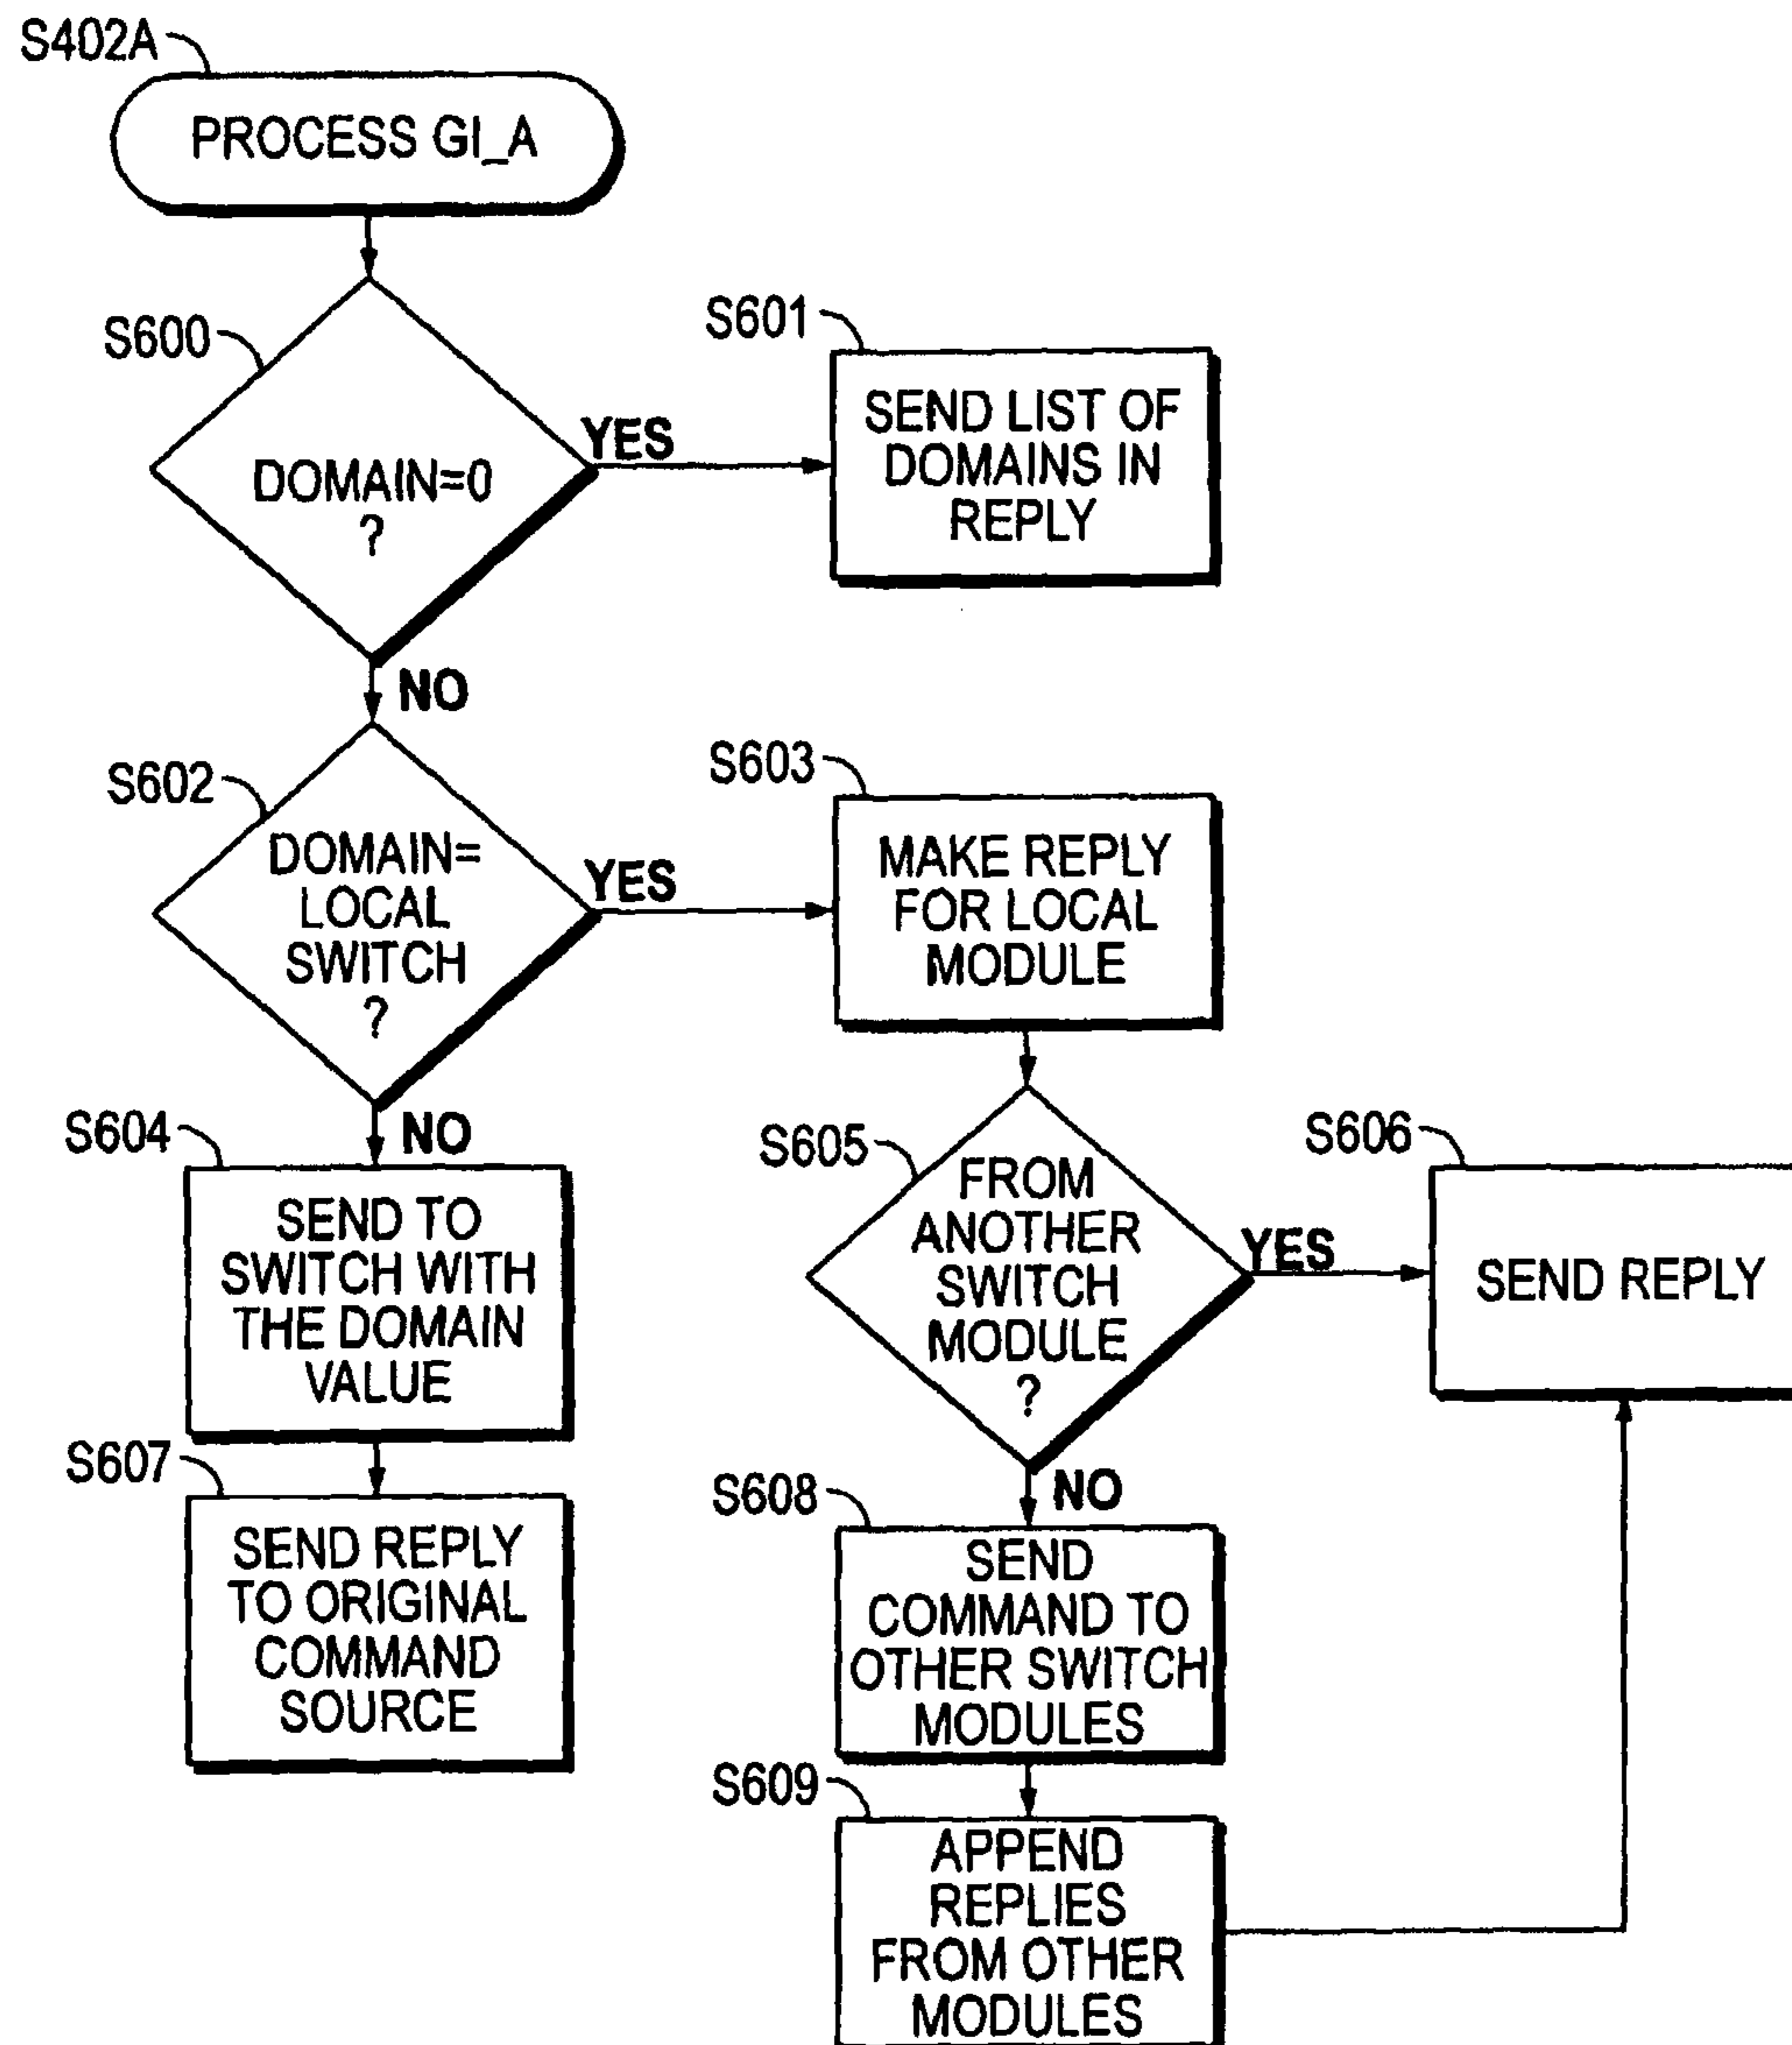 S402A
PROCESS GI_A
S600
DOMAIN=0
?
YES
S601
SEND LIST OF
DOMAINS IN
REPLY
NO
S602
DOMAIN=
LOCAL
SWITCH
?
YES
S603
MAKE REPLY
FOR LOCAL
MODULE
NO
S604
SEND TO
SWITCH WITH
THE DOMAIN
VALUE
S605
FROM
ANOTHER
SWITCH
MODULE
?
YES
S606
SEND REPLY
S607
SEND REPLY
TO ORIGINAL
COMMAND
SOURCE
NO
S608
SEND
COMMAND TO
OTHER SWITCH
MODULES
S609
APPEND
REPLIES
FROM OTHER
MODULES